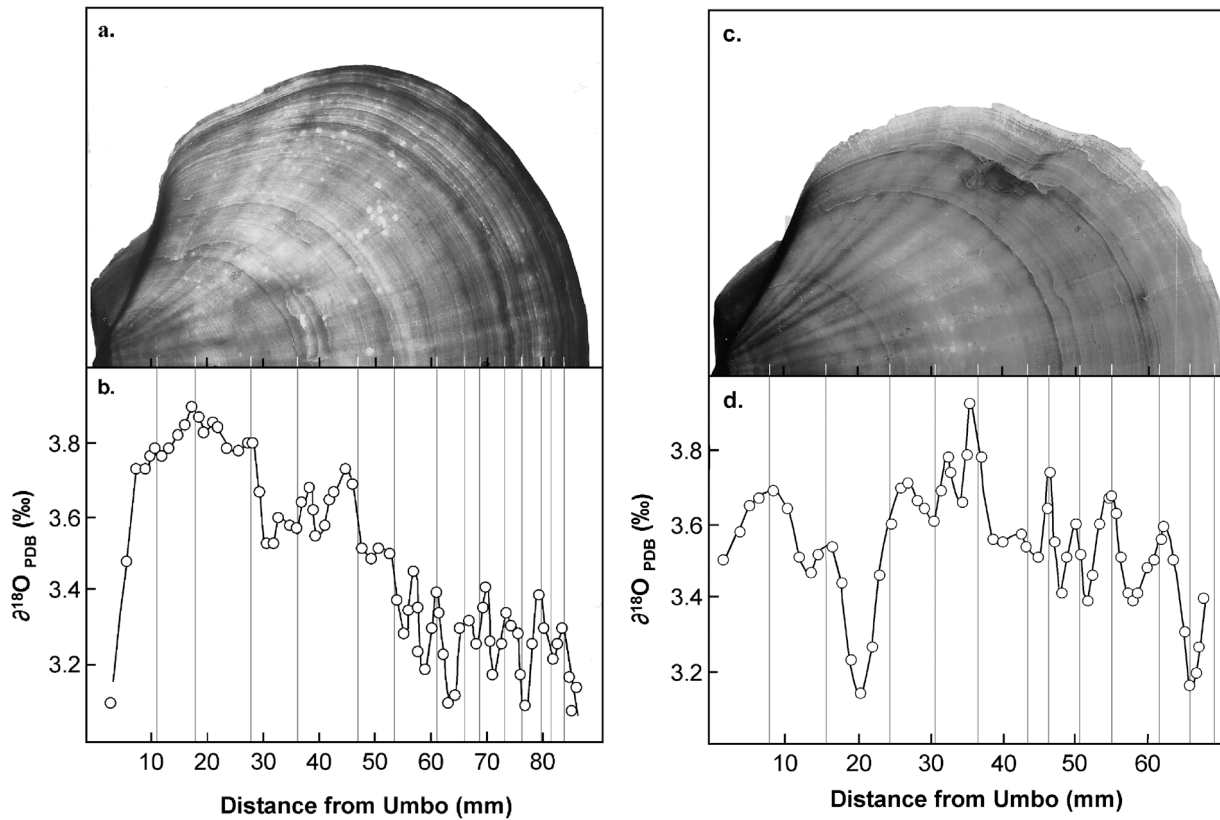 a.
c.
b.
3.8
3.6
3.4
3.2
∂18O PDB (‰)
10 20 30 40 50 60 70 80
Distance from Umbo (mm)
d.
3.8
3.6
3.4
3.2
∂18O PDB (‰)
10 20 30 40 50 60
Distance from Umbo (mm)